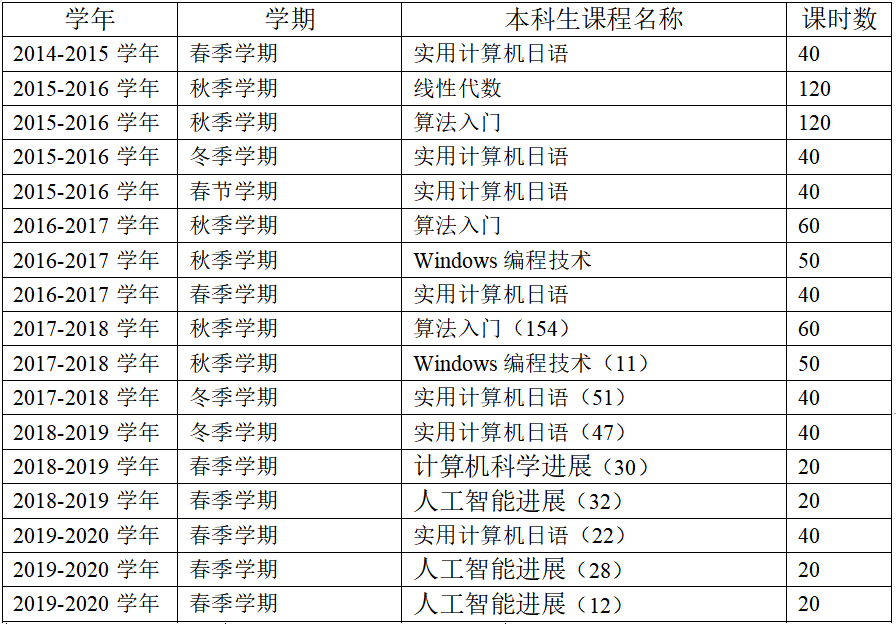 学年 学期 本科生课程名称 课时数
2014-2015 学年 春季学期 实用计算机日语 40
2015-2016 学年 秋季学期 线性代数 120
2015-2016 学年 秋季学期 算法入门 120
2015-2016 学年 冬季学期 实用计算机日语 40
2015-2016 学年 春节学期 实用计算机日语 40
2016-2017 学年 秋季学期 算法入门 60
2016-2017 学年 秋季学期 Windows 编程技术 50
2016-2017 学年 春季学期 实用计算机日语 40
2017-2018 学年 秋季学期 算法入门（154） 60
2017-2018 学年 秋季学期 Windows 编程技术（11） 50
2017-2018 学年 冬季学期 实用计算机日语（51） 40
2018-2019 学年 冬季学期 实用计算机日语（47） 40
2018-2019 学年 春季学期 计算机科学进展（30） 20
2018-2019 学年 春季学期 人工智能进展（32） 20
2019-2020 学年 春季学期 实用计算机日语（22） 40
2019-2020 学年 春季学期 人工智能进展（28） 20
2019-2020 学年 春季学期 人工智能进展（12） 20